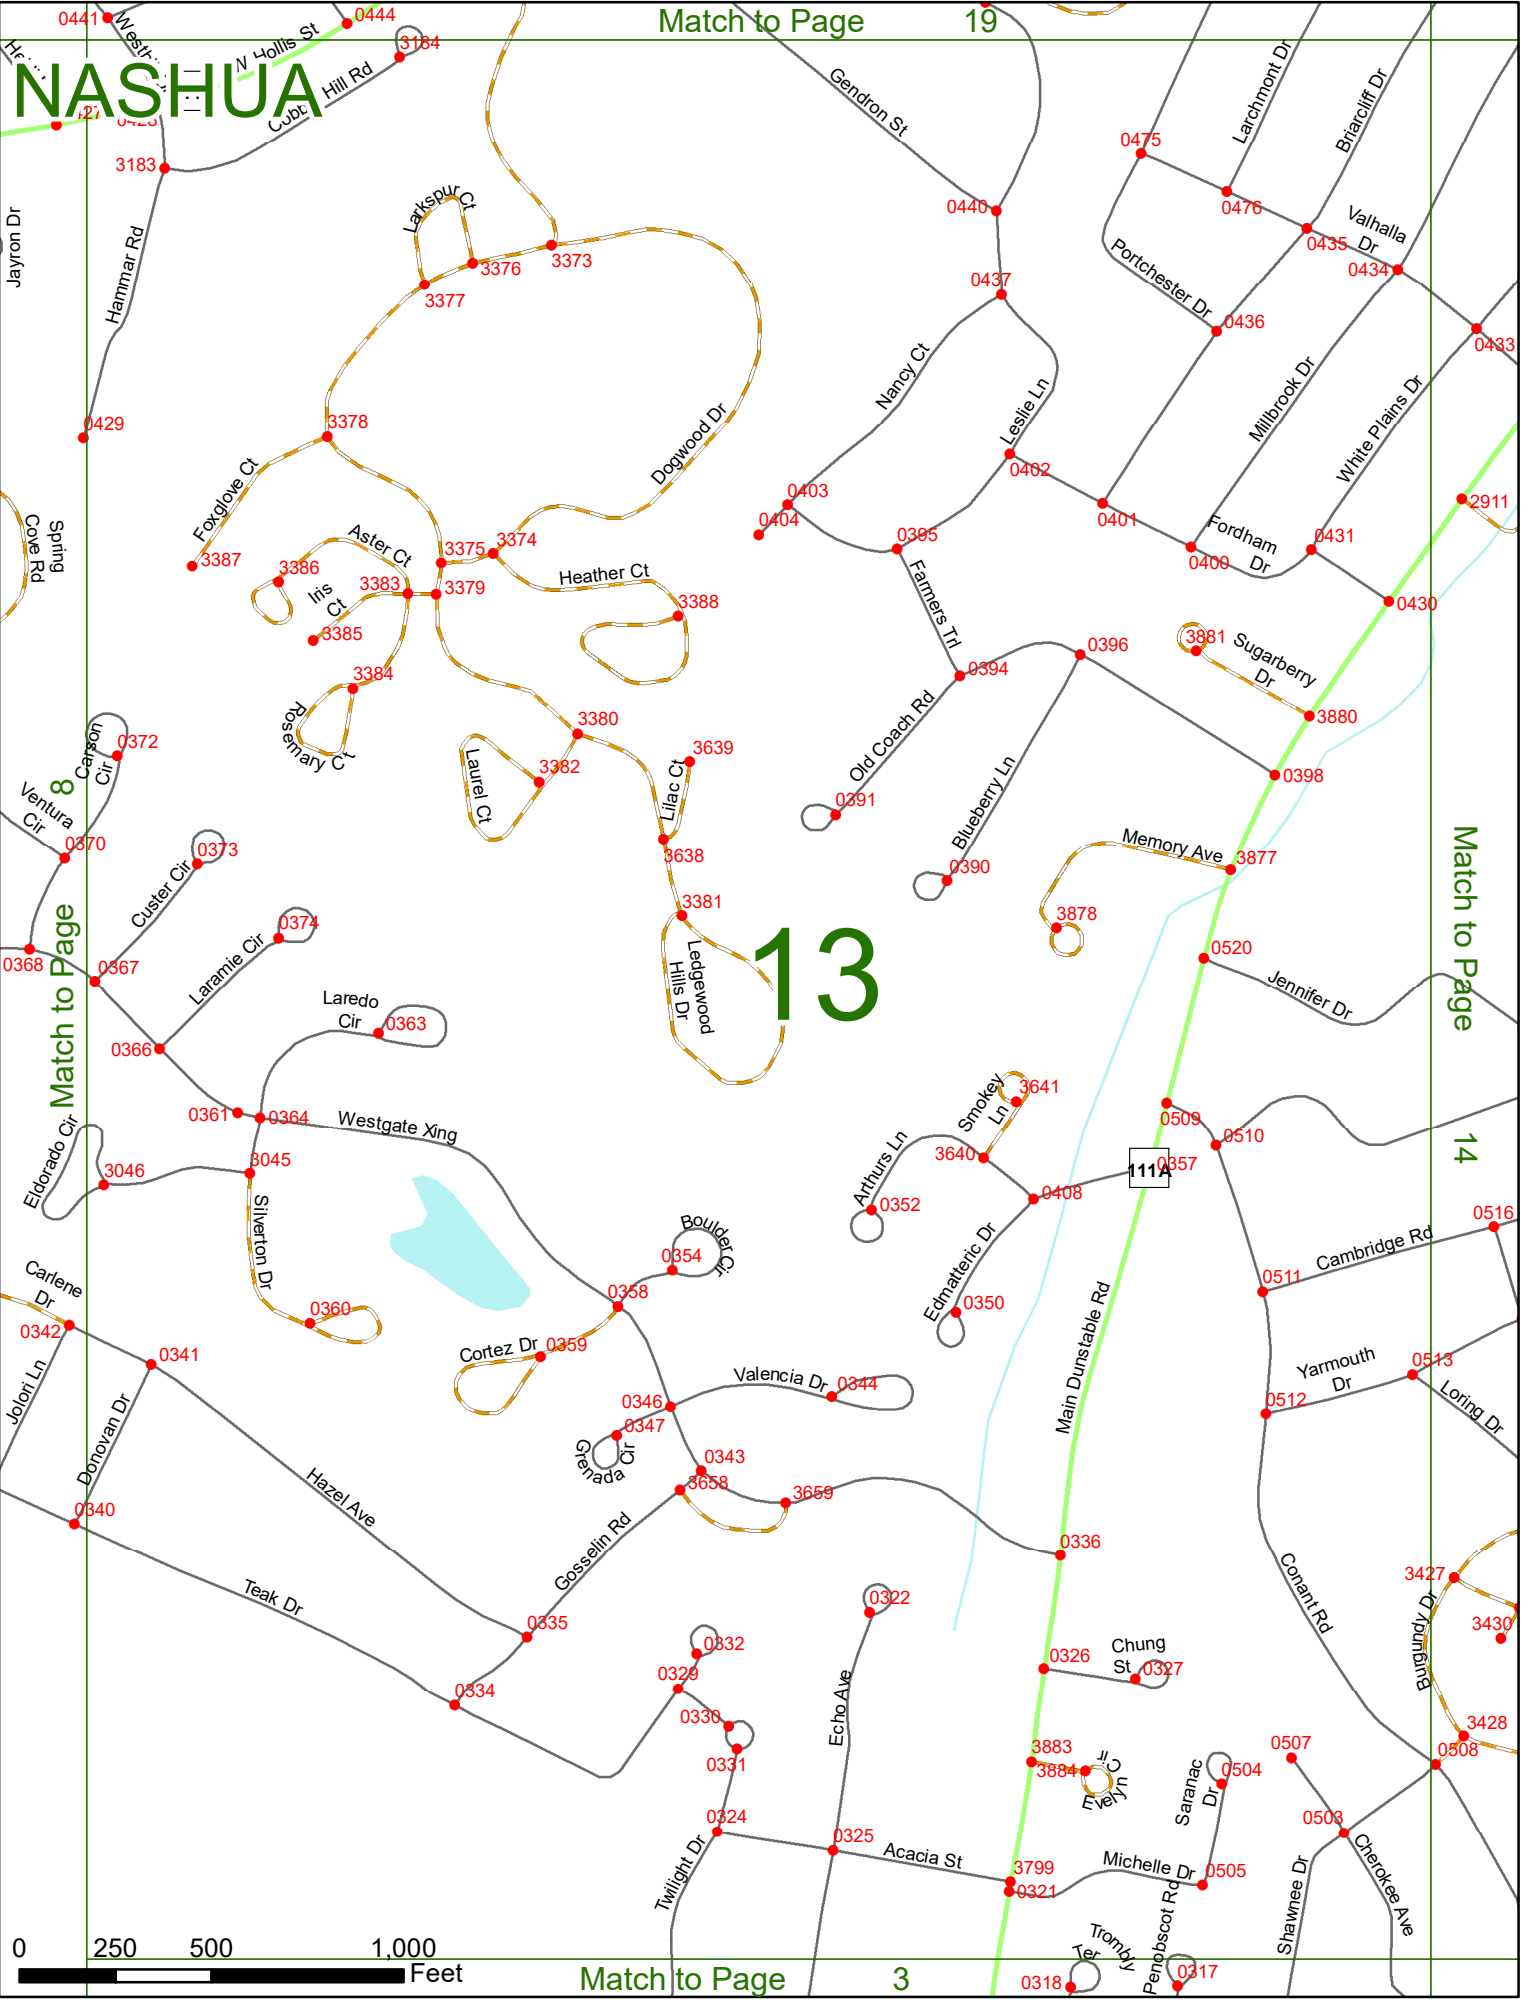 Match to Page 19
0441
0444
3184
W Hollis St
Hill Rd
NASHUA
3183
Gendron St
Larchmont Dr
Briarcliff Dr
0475
0476
0435
Valhalla
Dr
0434
0433
0440
0437
Portchester Dr
0436
Jayron Dr
Hammar Rd
Larkspur Ct
3376
3373
3377
0429
3378
Nancy Ct
Leslie Ln
Millbrook Dr
White Plains Dr
Dogwood Dr
Foxglove Ct
0402
0403
0404
0401
2911
Spring
Cove Rd
Aster Ct
3375
3374
0395
Fordham
Dr
0431
0400
3387
3386
3383
3379
Heather Ct
0430
Iris
Ct
3385
3388
Farmers Trl
0396
3881
Sugarberry
Dr
3384
0394
3880
Rosemary Ct
3380
Carson
Cir
0372
Laurel Ct
3382
3639
Lilac Ct
Old Coach Rd
0398
Ventura
Cir
0391
Blueberry Ln
0370
0373
3638
Memory Ave
3877
Custer Cir
0390
0374
3381
3878
0368
0367
Laramie Cir
Ledgewood
Hills Dr
13
0520
Jennifer Dr
Match to Page 8
Match to Page 14
Laredo
Cir
0363
0366
3641
Smokey
Ln
0361
0364
Westgate Xing
0509
0510
Eldorado Cir
3045
3046
Arthurs Ln
3640
0357
111A
0352
0408
0516
Silverton Dr
Boulder Cir
0354
Cambridge Rd
Edmatteric Dr
Carlene
Dr
0358
0511
0342
0360
0350
Main Dunstable Rd
0341
Cortez Dr
0359
Yarmouth
Dr
0513
Jolori Ln
Valencia Dr
0344
Loring Dr
Donovan Dr
0346
0347
0512
Grenada Cir
0343
3658
3659
Hazel Ave
0340
Gosselin Rd
0336
Conant Rd
3427
Teak Dr
0322
Burgundy Dr
3430
0335
0332
Chung
St
0326
0327
0329
0334
0330
Echo Ave
3428
0331
3883
3884
Evelyn Cir
0507
0508
Saranac
Dr
0504
0324
0325
0503
Acacia St
3799
0321
Michelle Dr
0505
Twilight Dr
Penobscot Rd
Shawnee Dr
Cherokee Ave
Trombly
Ter
0318
0317
0 250 500 1,000
Feet
Match to Page 3